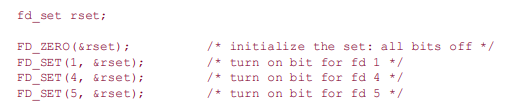 fd_set rset;
FD_ZERO(&rset); /* initialize the set: all bits off */
FD_SET(1, &rset); /* turn on bit for fd 1 */
FD_SET(4, &rset); /* turn on bit for fd 4 */
FD_SET(5, &rset); /* turn on bit for fd 5 */